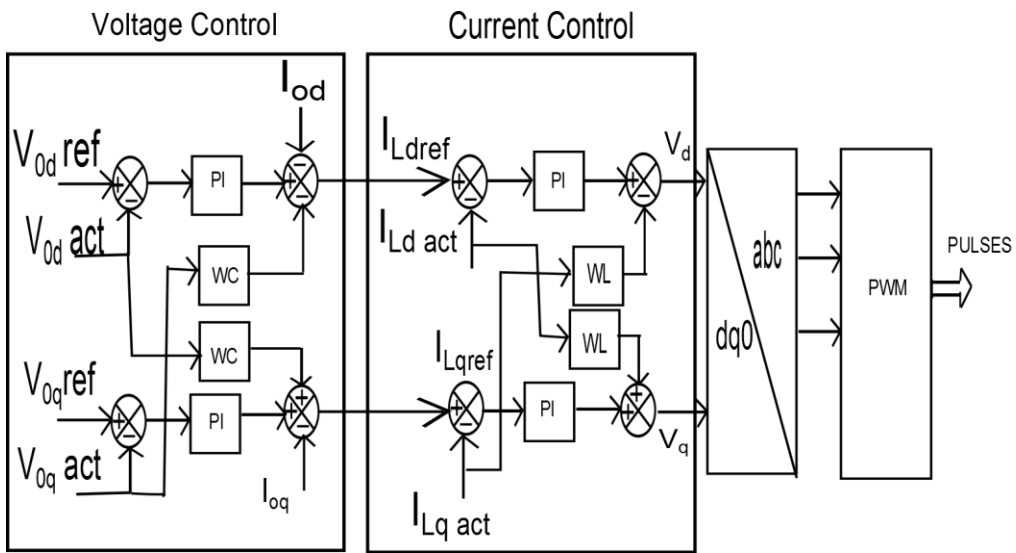 Voltage Control
Current Control
I_od
V_0d ref
PI
V_0d act
WC
WC
V_0q ref
PI
V_0q act
I_oq
I_Ldref
PI
V_d
I_Ld act
WL
WL
I_Lqref
PI
V_q
I_Lq act
abc
dq0
PWM
PULSES